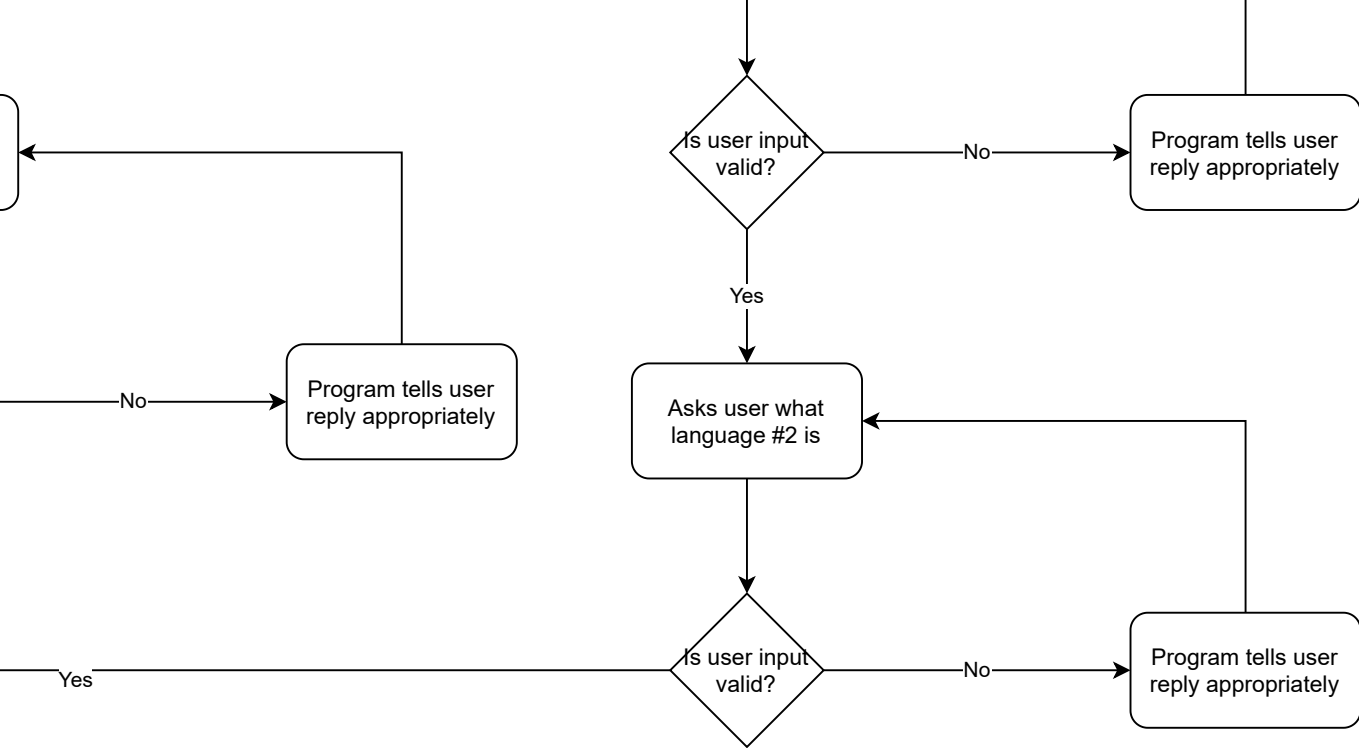 Is user input
valid?
No
Program tells user
reply appropriately
Yes
No
Program tells user
reply appropriately
Asks user what
language #2 is
Yes
Is user input
valid?
No
Program tells user
reply appropriately